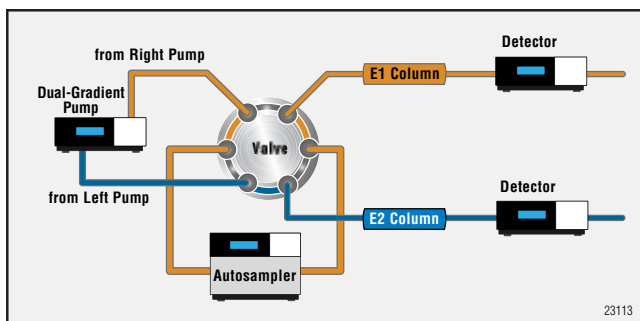 from Right Pump
Detector
E1 Column
Dual-Gradient
Pump
Valve
from Left Pump
Detector
E2 Column
Autosampler
23113